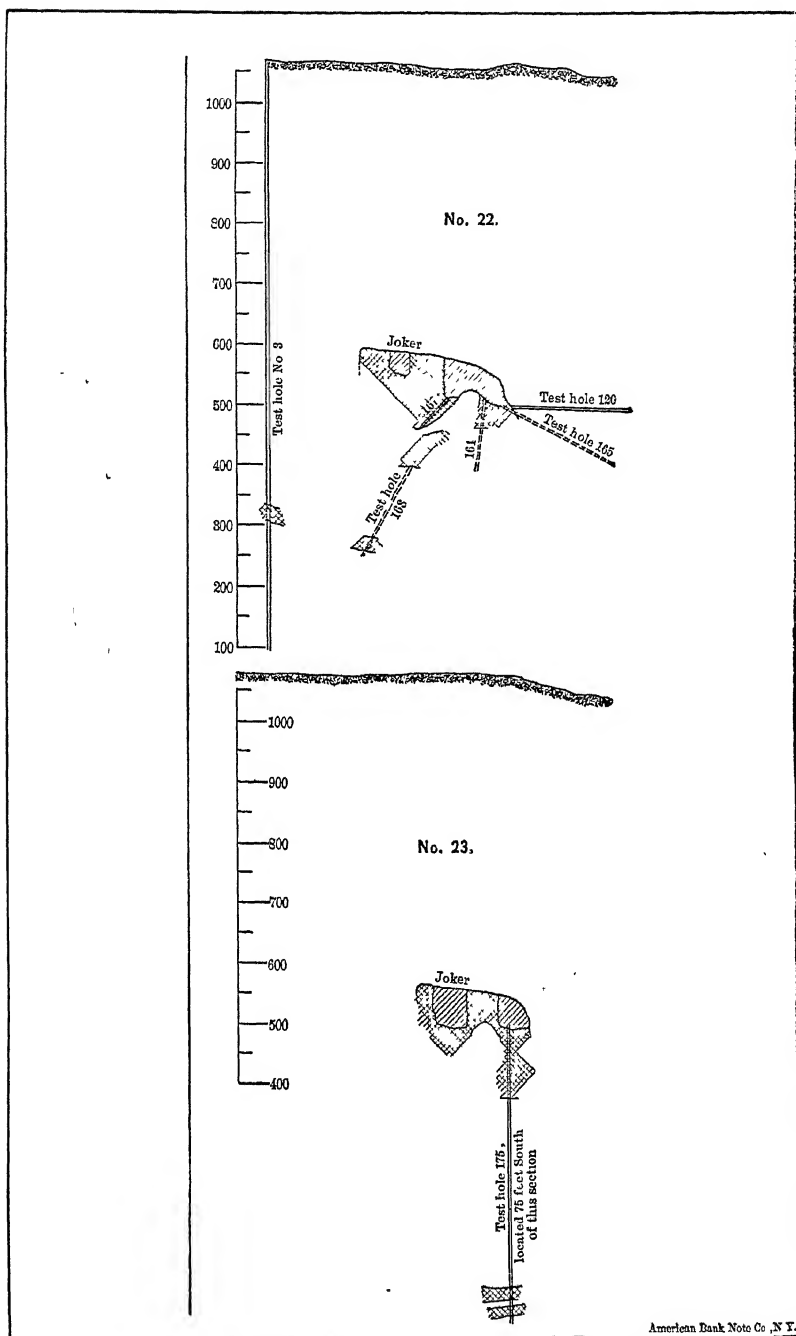 1000
900
800
700
600
500
400
800
200
100
Test hole No 3
No. 22.
Joker
167
Test hole 120
Test hole 165
161
Test hole
168
1000
900
800
700
600
500
400
No. 23.
Joker
Test hole 175,
located 75 feet South
of this section
American Bank Note Co., N Y.